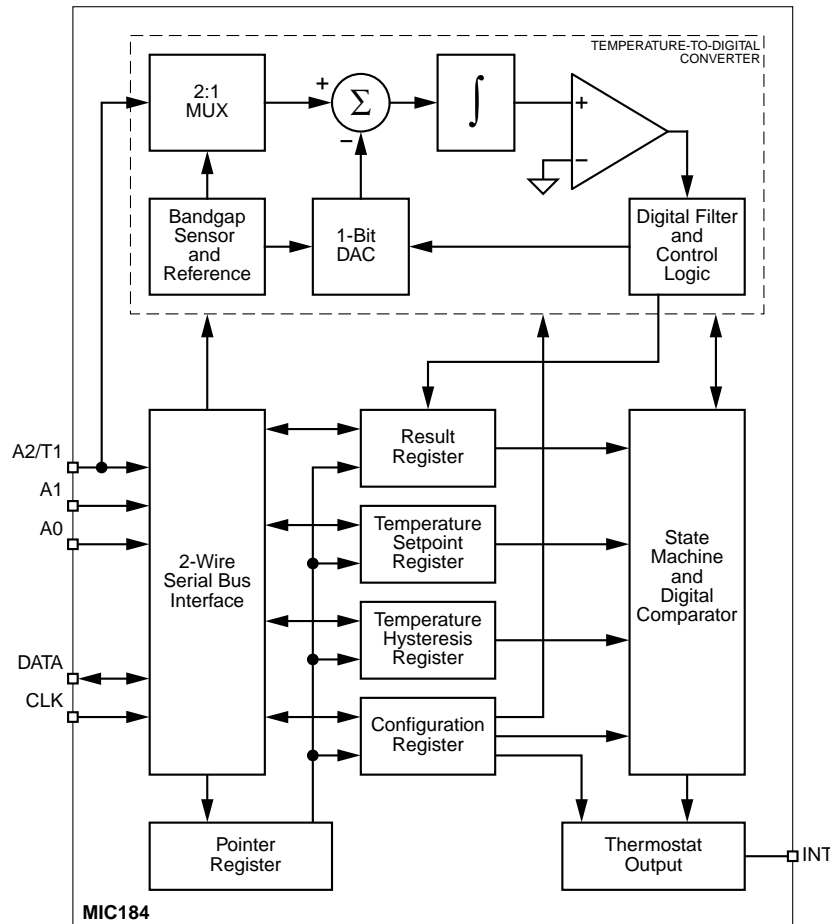 TEMPERATURE-TO-DIGITAL
CONVERTER
2:1
MUX
+
Σ
−
∫
+
−
Bandgap
Sensor
and
Reference
1-Bit
DAC
Digital Filter
and
Control
Logic
A2/T1
A1
A0
DATA
CLK
2-Wire
Serial Bus
Interface
Result
Register
Temperature
Setpoint
Register
Temperature
Hysteresis
Register
Configuration
Register
State
Machine
and
Digital
Comparator
Pointer
Register
Thermostat
Output
INT
MIC184